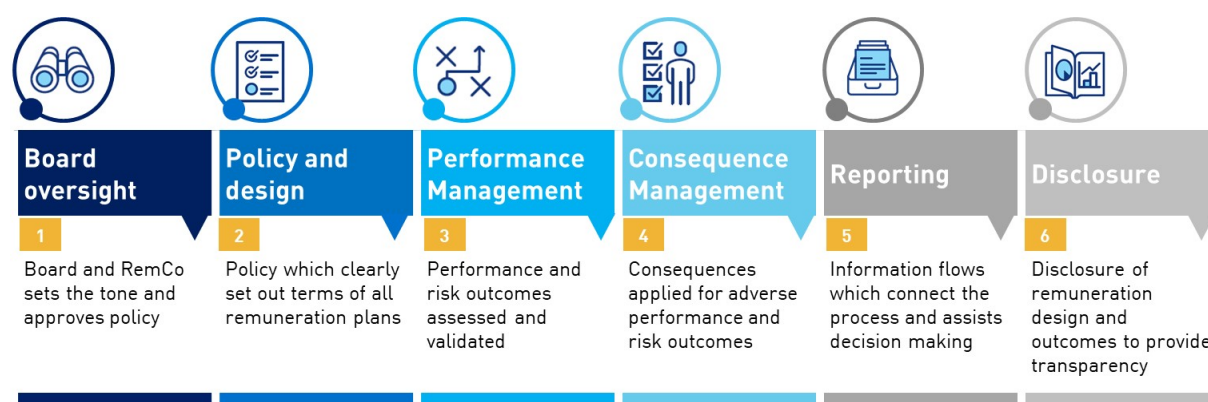 Board
oversight
1
Board and RemCo
sets the tone and
approves policy
Policy and
design
2
Policy which clearly
set out terms of all
remuneration plans
Performance
Management
3
Performance and
risk outcomes
assessed and
validated
Consequence
Management
4
Consequences
applied for adverse
performance and
risk outcomes
Reporting
5
Information flows
which connect the
process and assists
decision making
Disclosure
6
Disclosure of
remuneration
design and
outcomes to provide
transparency